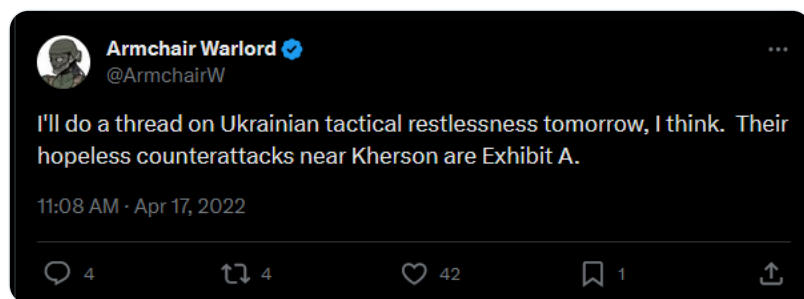 Armchair Warlord
@ArmchairW
I'll do a thread on Ukrainian tactical restlessness tomorrow, I think.  Their
hopeless counterattacks near Kherson are Exhibit A.
11:08 AM · Apr 17, 2022
4 4 42 1